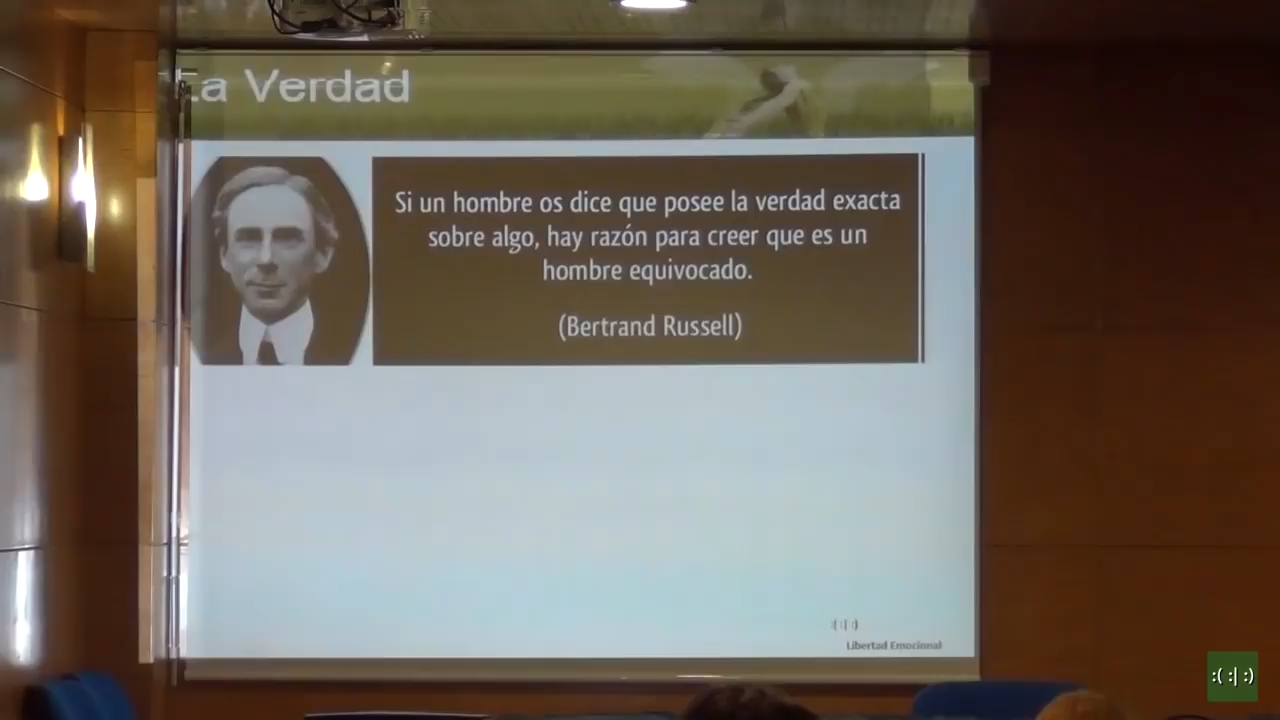 La Verdad
Si un hombre os dice que posee la verdad exacta
sobre algo, hay razón para creer que es un
hombre equivocado.
(Bertrand Russell)
:(:|:)
Libertad Emocional
:( :| :)